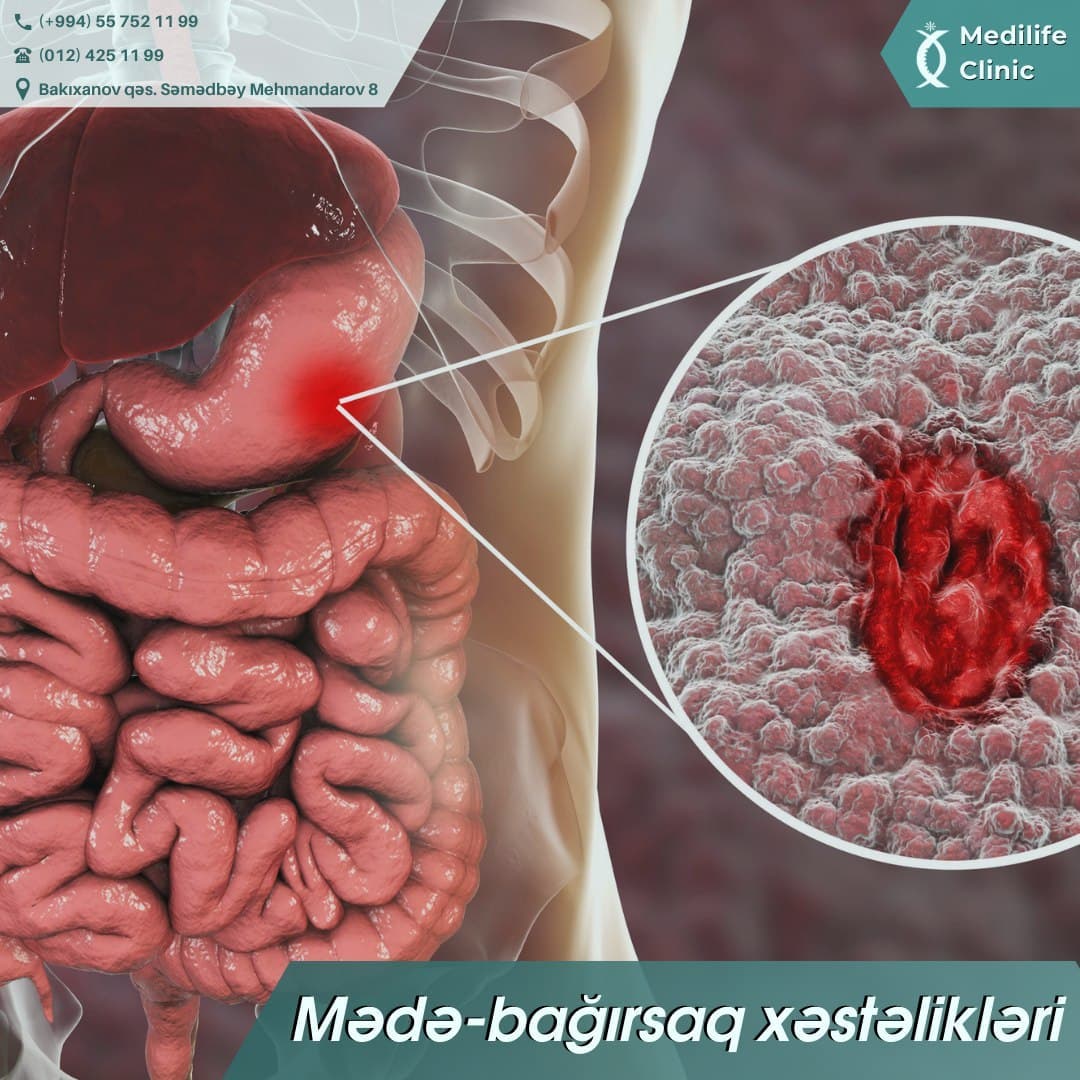 (+994) 55 752 11 99
(012) 425 11 99
Bakıxanov qəs. Səmədbəy Mehmandarov 8
Medilife
Clinic
Mədə-bağırsaq xəstəlikləri